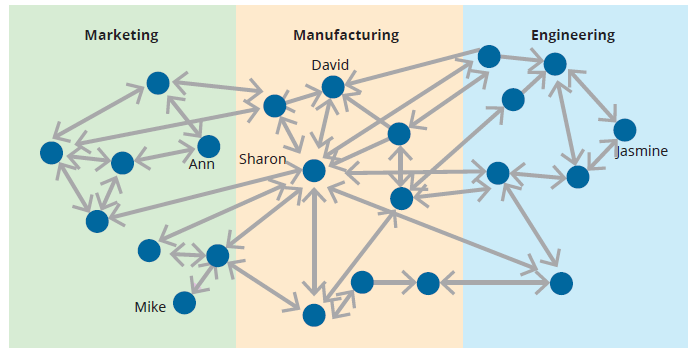 Marketing
Manufacturing
Engineering
David
Sharon
Ann
Jasmine
Mike